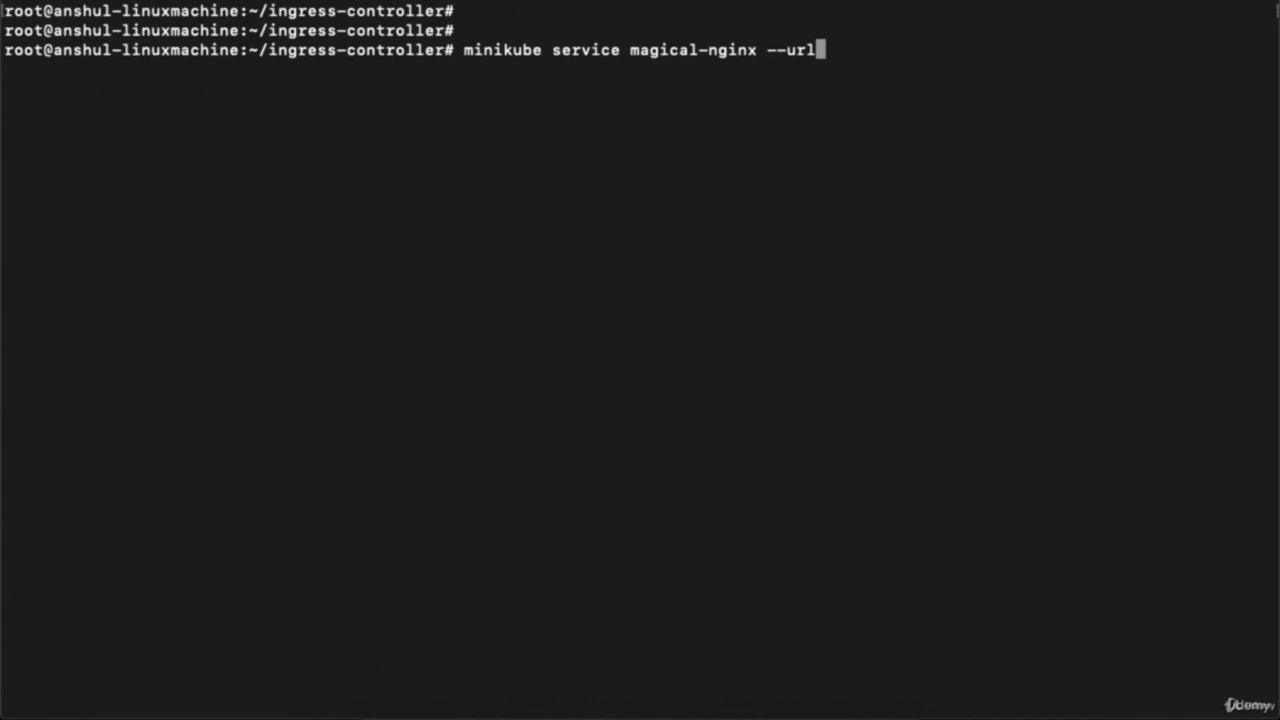 root@anshul-linuxmachine:~/ingress-controller#
root@anshul-linuxmachine:~/ingress-controller#
root@anshul-linuxmachine:~/ingress-controller# minikube service magical-nginx --url
Udemy